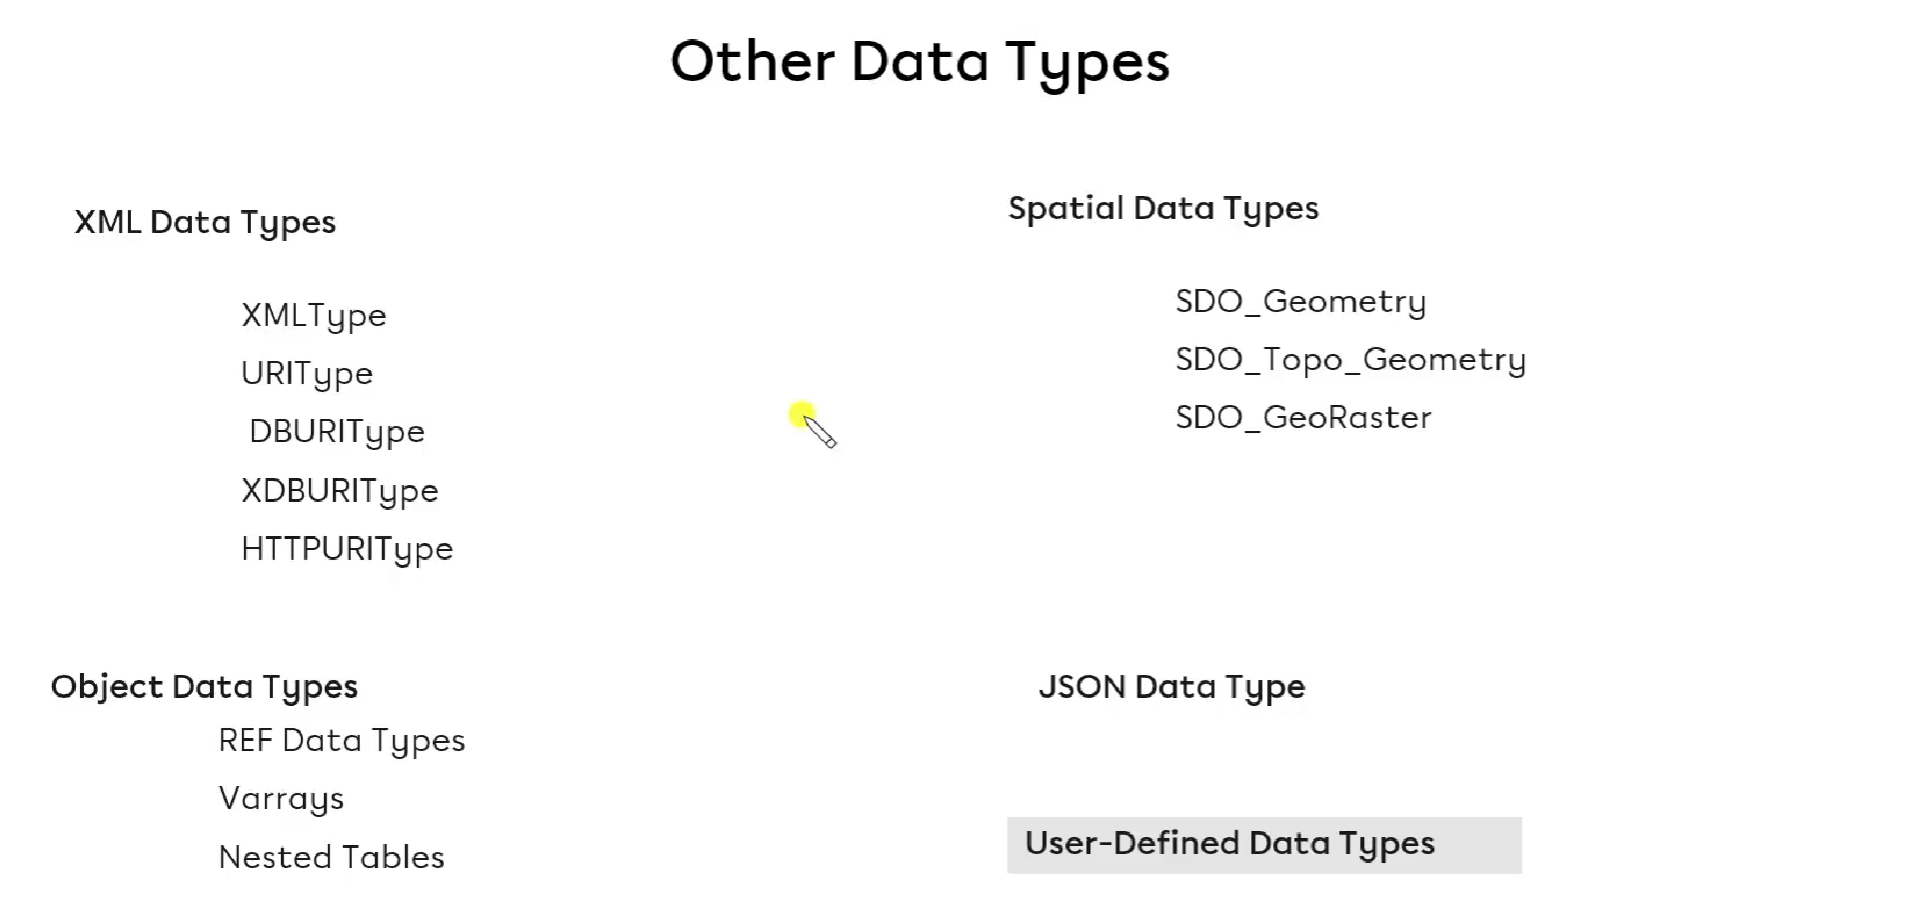 Other Data Types
XML Data Types
XMLType
URIType
DBURIType
XDBURIType
HTTPURIType
Spatial Data Types
SDO_Geometry
SDO_Topo_Geometry
SDO_GeoRaster
Object Data Types
REF Data Types
Varrays
Nested Tables
JSON Data Type
User-Defined Data Types